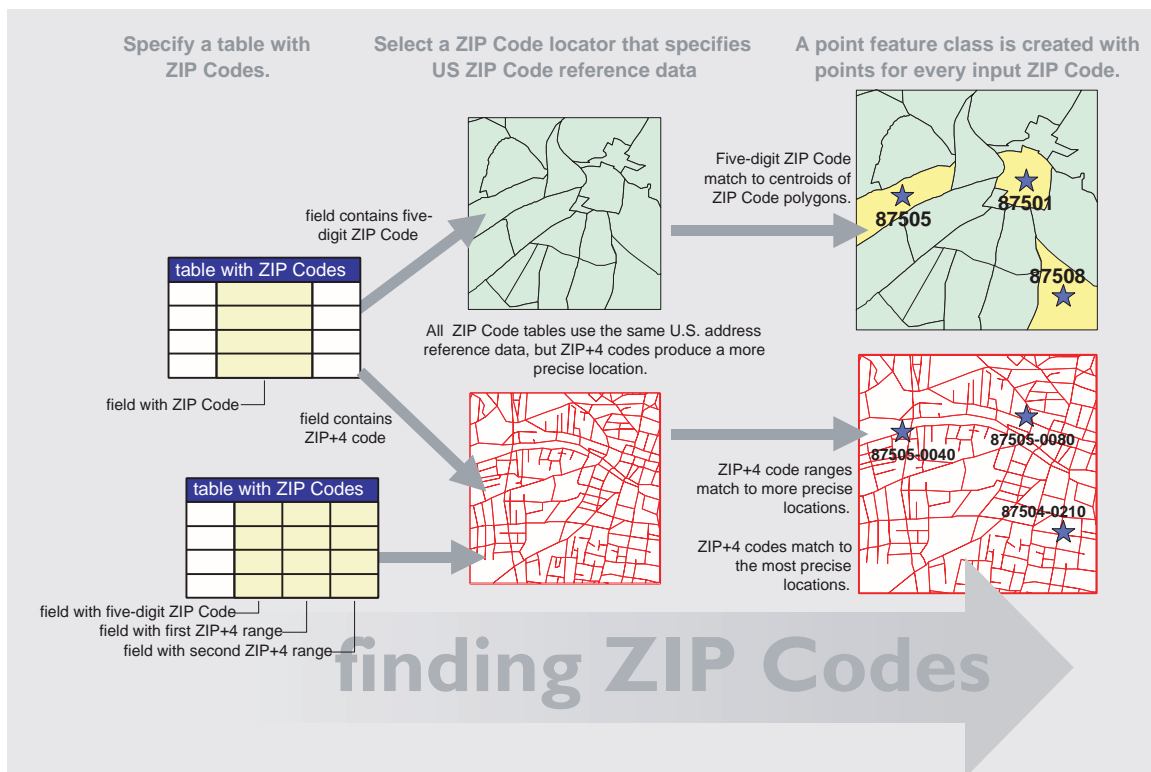 Specify a table with
ZIP Codes.
Select a ZIP Code locator that specifies
US ZIP Code reference data
A point feature class is created with
points for every input ZIP Code.
field contains five-
digit ZIP Code
Five-digit ZIP Code
match to centroids of
ZIP Code polygons.
87505
87501
87508
table with ZIP Codes
All ZIP Code tables use the same U.S. address
reference data, but ZIP+4 codes produce a more
precise location.
field with ZIP Code
field contains
ZIP+4 code
87505-0040
87505-0080
87504-0210
ZIP+4 code ranges
match to more precise
locations.
ZIP+4 codes match to
the most precise
locations.
table with ZIP Codes
field with five-digit ZIP Code
field with first ZIP+4 range
field with second ZIP+4 range
finding ZIP Codes